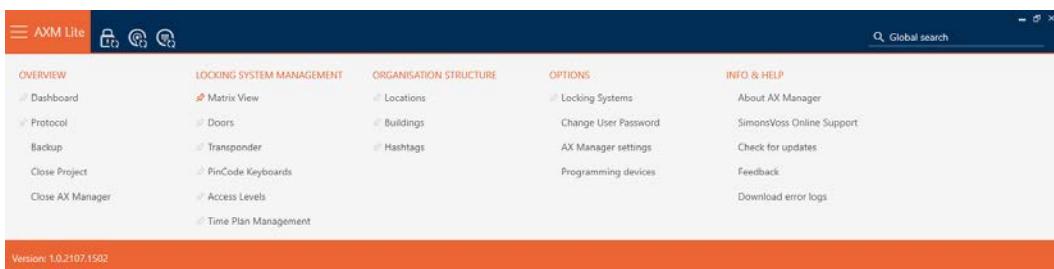 AXM Lite
Global search
OVERVIEW
Dashboard
Protocol
Backup
Close Project
Close AX Manager
LOCKING SYSTEM MANAGEMENT
Matrix View
Doors
Transponder
PinCode Keyboards
Access Levels
Time Plan Management
ORGANISATION STRUCTURE
Locations
Buildings
Hashtags
OPTIONS
Locking Systems
Change User Password
AX Manager settings
Programming devices
INFO & HELP
About AX Manager
SimonsVoss Online Support
Check for updates
Feedback
Download error logs
Version: 1.0.2107.1502